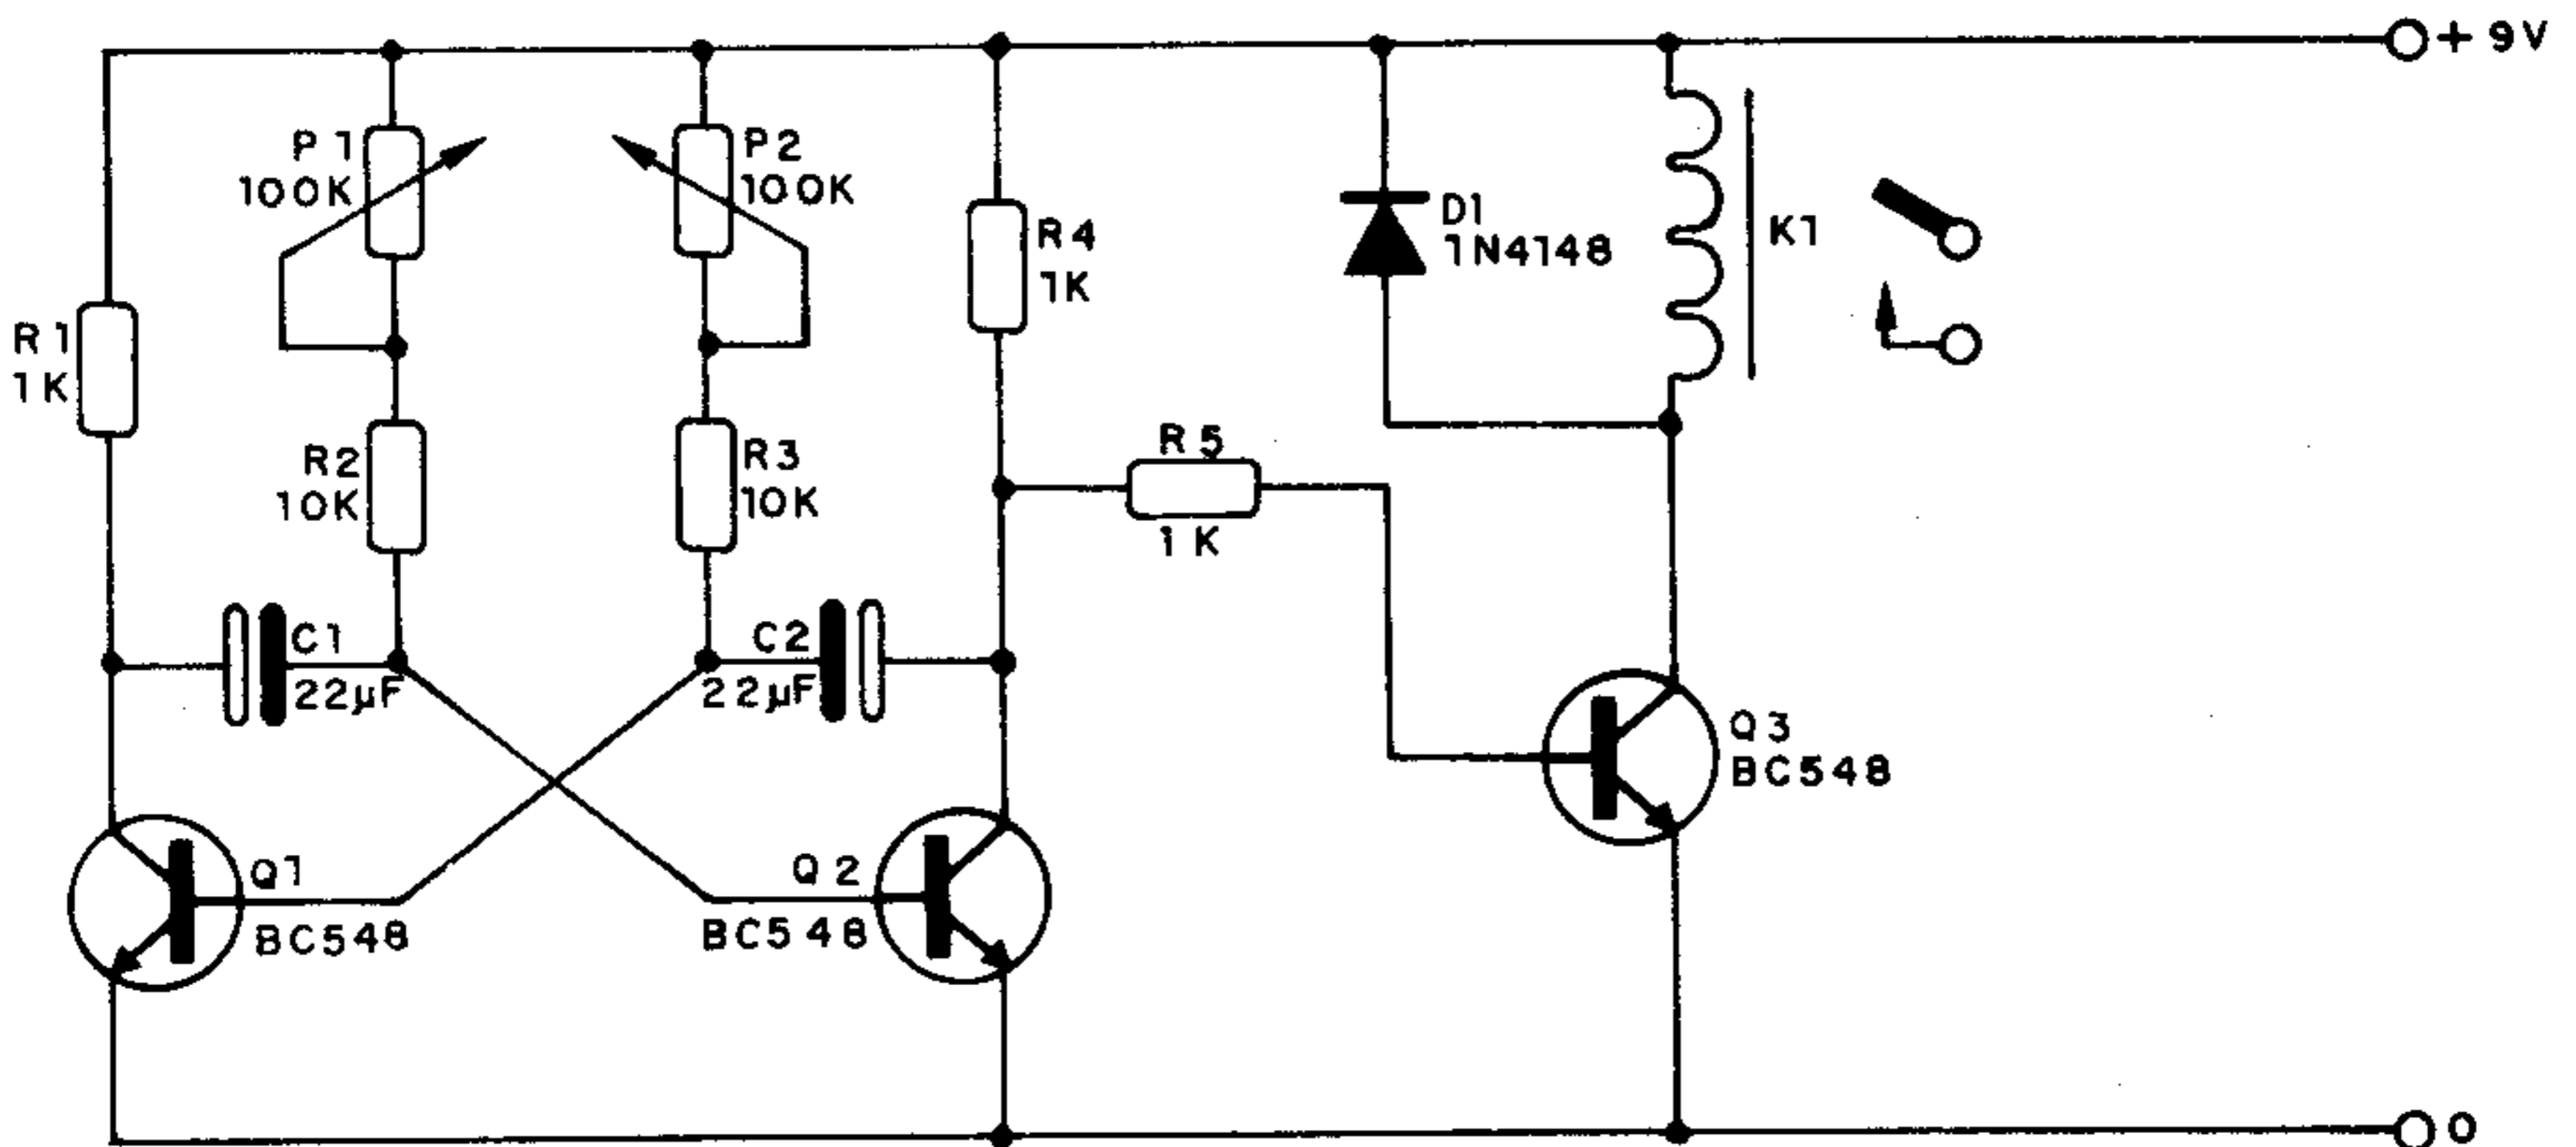 + 9V
P1
100K
P2
100K
R4
1K
D1
1N4148
K1
R1
1K
R2
10K
R3
10K
R5
1K
C1
22µF
C2
22µF
Q1
BC548
Q2
BC548
Q3
BC548
0